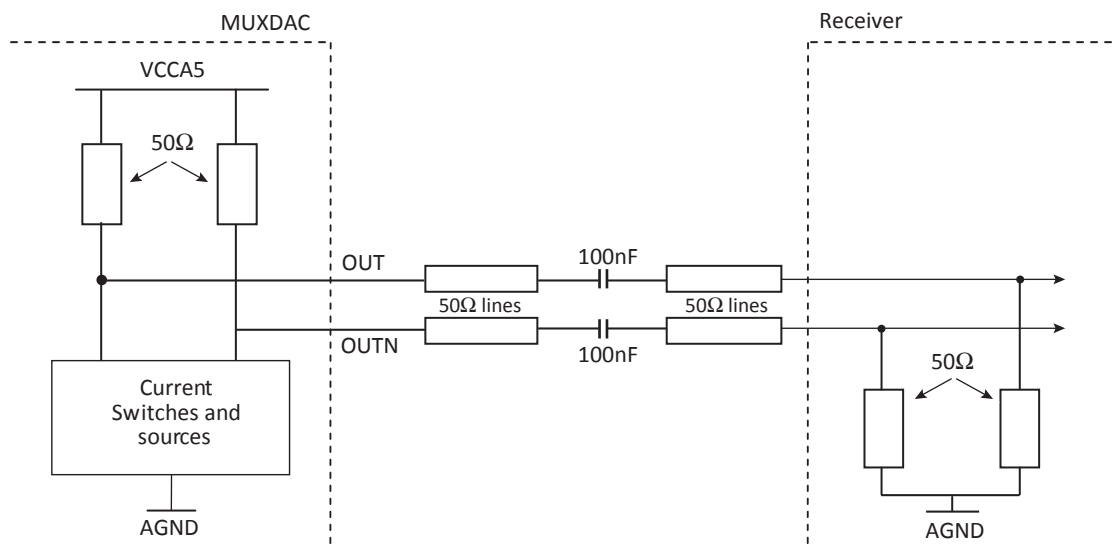 MUXDAC
Receiver
VCCA5
50Ω
OUT
100nF
50Ω lines
50Ω lines
OUTN
100nF
50Ω
Current
Switches and
sources
AGND
AGND